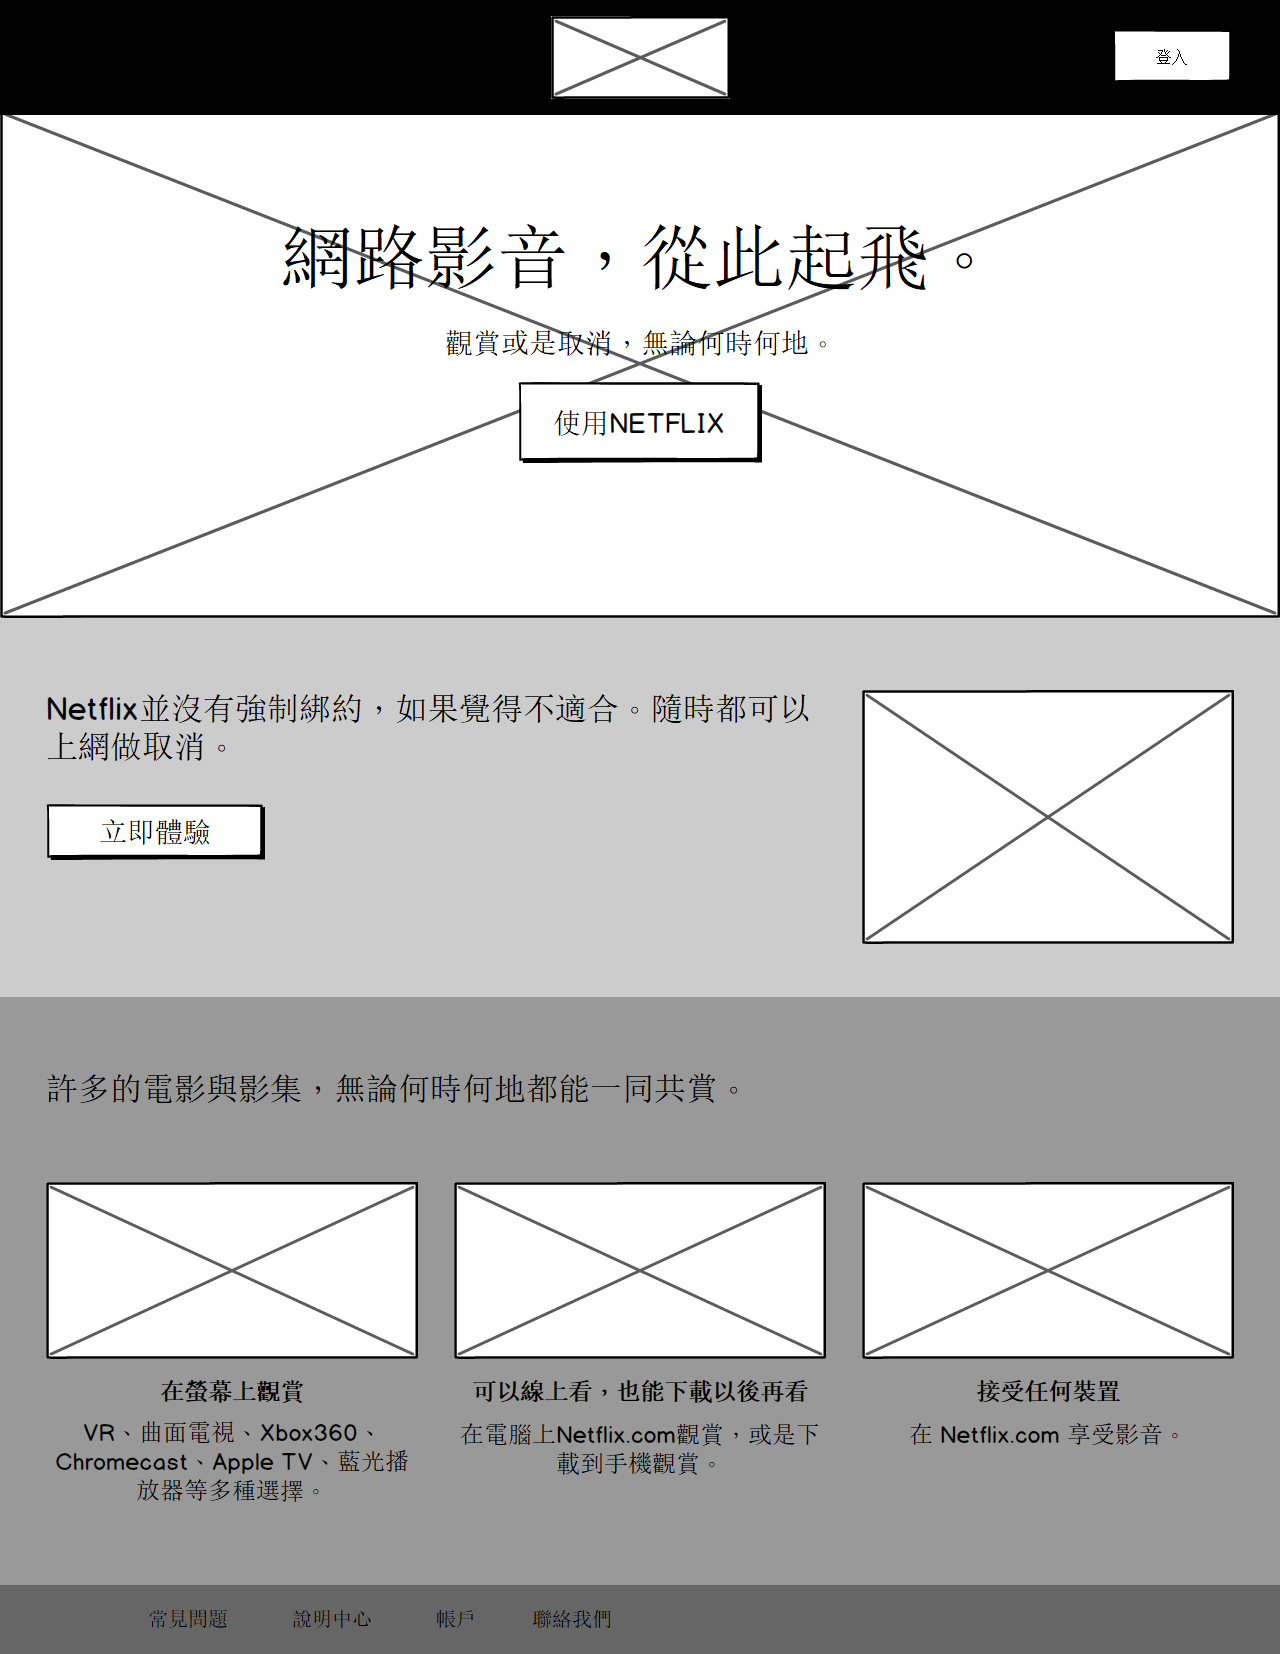 登入
網路影音，從此起飛。
觀賞或是取消，無論何時何地。
使用NETFLIX
Netflix並沒有強制綁約，如果覺得不適合。隨時都可以
上網做取消。
立即體驗
許多的電影與影集，無論何時何地都能一同共賞。
在螢幕上觀賞
VR、曲面電視、Xbox360、
Chromecast、Apple TV、藍光播
放器等多種選擇。
可以線上看，也能下載以後再看
在電腦上Netflix.com觀賞，或是下
載到手機觀賞。
接受任何裝置
在 Netflix.com 享受影音。
常見問題 說明中心 帳戶 聯絡我們